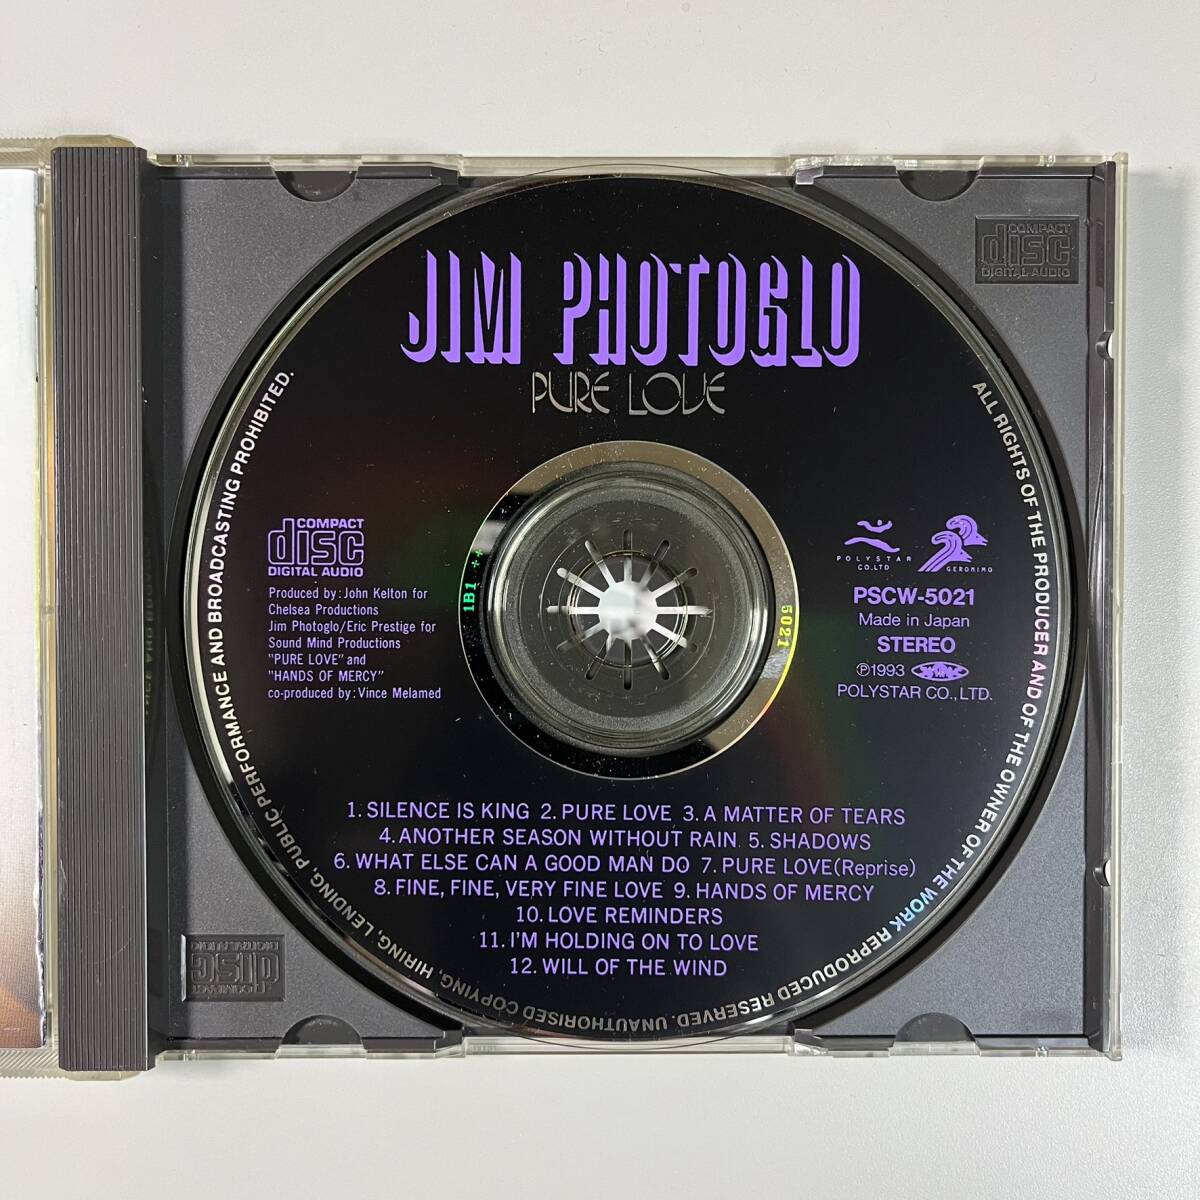 JIM PHOTOGLO
PURE LOVE
COMPACT
disc
DIGITAL AUDIO
COMPACT
disc
DIGITAL AUDIO
Produced by: John Kelton for
Chelsea Productions
Jim Photoglo/Eric Prestige for
Sound Mind Productions
"PURE LOVE" and
"HANDS OF MERCY"
co-produced by: Vince Melamed
1B1 ++
5021
POLYSTAR
CO.,LTD
GERONIMO
PSCW-5021
Made in Japan
STEREO
℗1993
POLYSTAR CO., LTD.
1. SILENCE IS KING 2. PURE LOVE 3. A MATTER OF TEARS
4. ANOTHER SEASON WITHOUT RAIN 5. SHADOWS
6. WHAT ELSE CAN A GOOD MAN DO 7. PURE LOVE (Reprise)
8. FINE, FINE, VERY FINE LOVE 9. HANDS OF MERCY
10. LOVE REMINDERS
11. I'M HOLDING ON TO LOVE
12. WILL OF THE WIND
ALL RIGHTS OF THE PRODUCER AND OF THE OWNER OF THE WORK REPRODUCED RESERVED. UNAUTHORISED COPYING, HIRING, LENDING, PUBLIC PERFORMANCE AND BROADCASTING PROHIBITED.
COMPACT
disc
DIGITAL AUDIO